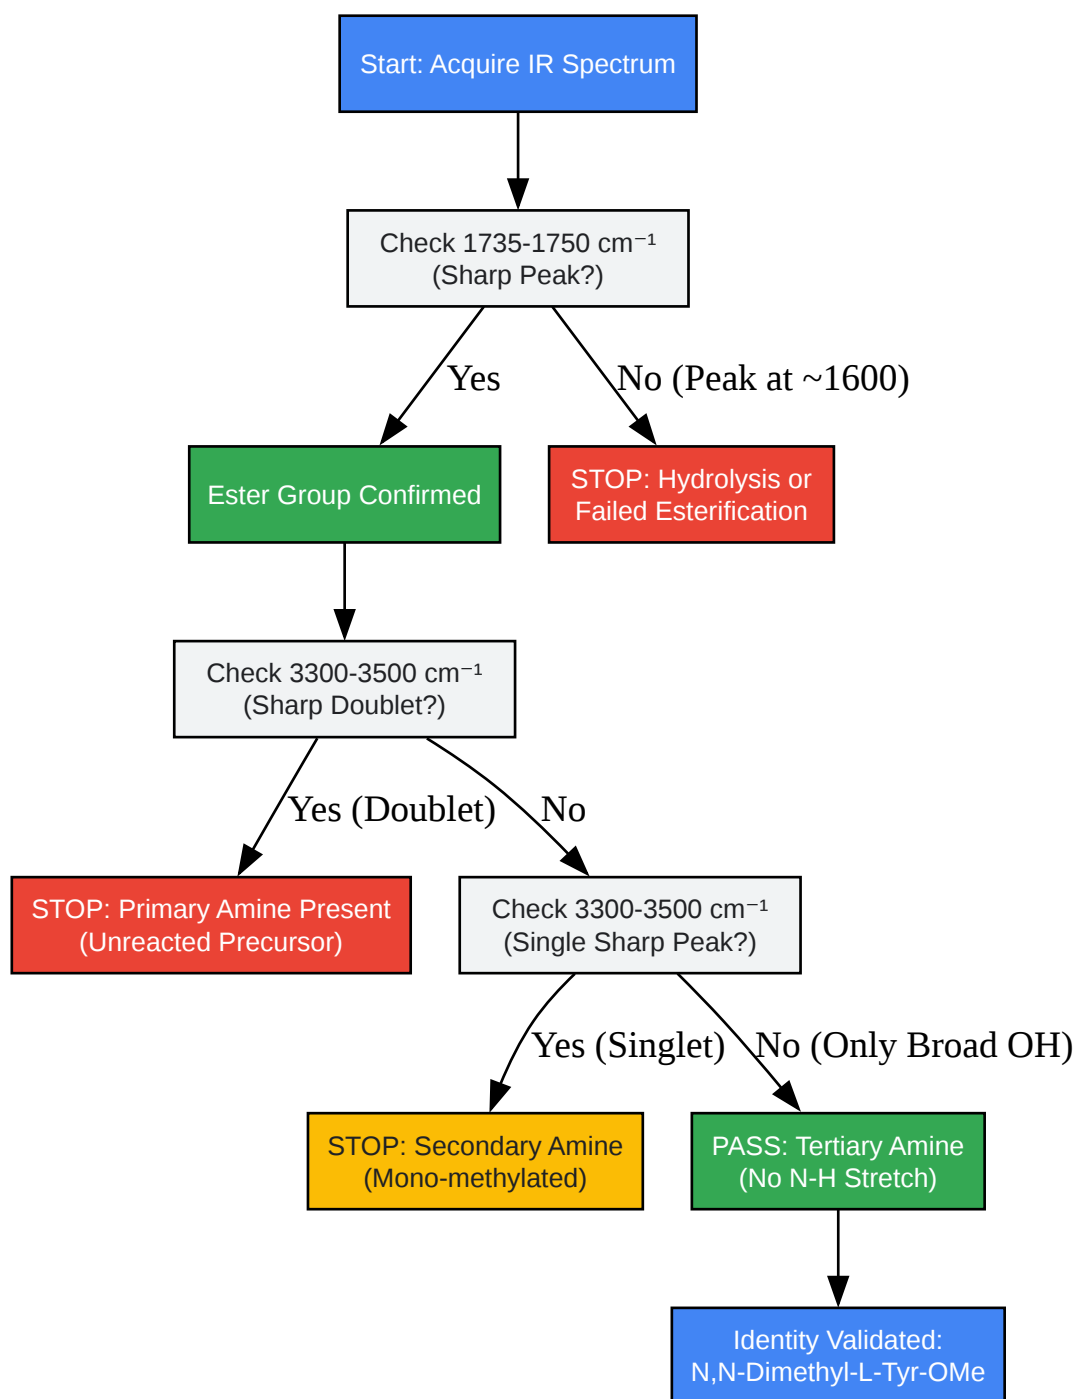 Start: Acquire IR Spectrum
Check 1735-1750 cm⁻¹
(Sharp Peak?)
Yes
No (Peak at ~1600)
Ester Group Confirmed
STOP: Hydrolysis or
Failed Esterification
Check 3300-3500 cm⁻¹
(Sharp Doublet?)
Yes (Doublet)
No
STOP: Primary Amine Present
(Unreacted Precursor)
Check 3300-3500 cm⁻¹
(Single Sharp Peak?)
Yes (Singlet)
No (Only Broad OH)
STOP: Secondary Amine
(Mono-methylated)
PASS: Tertiary Amine
(No N-H Stretch)
Identity Validated:
N,N-Dimethyl-L-Tyr-OMe